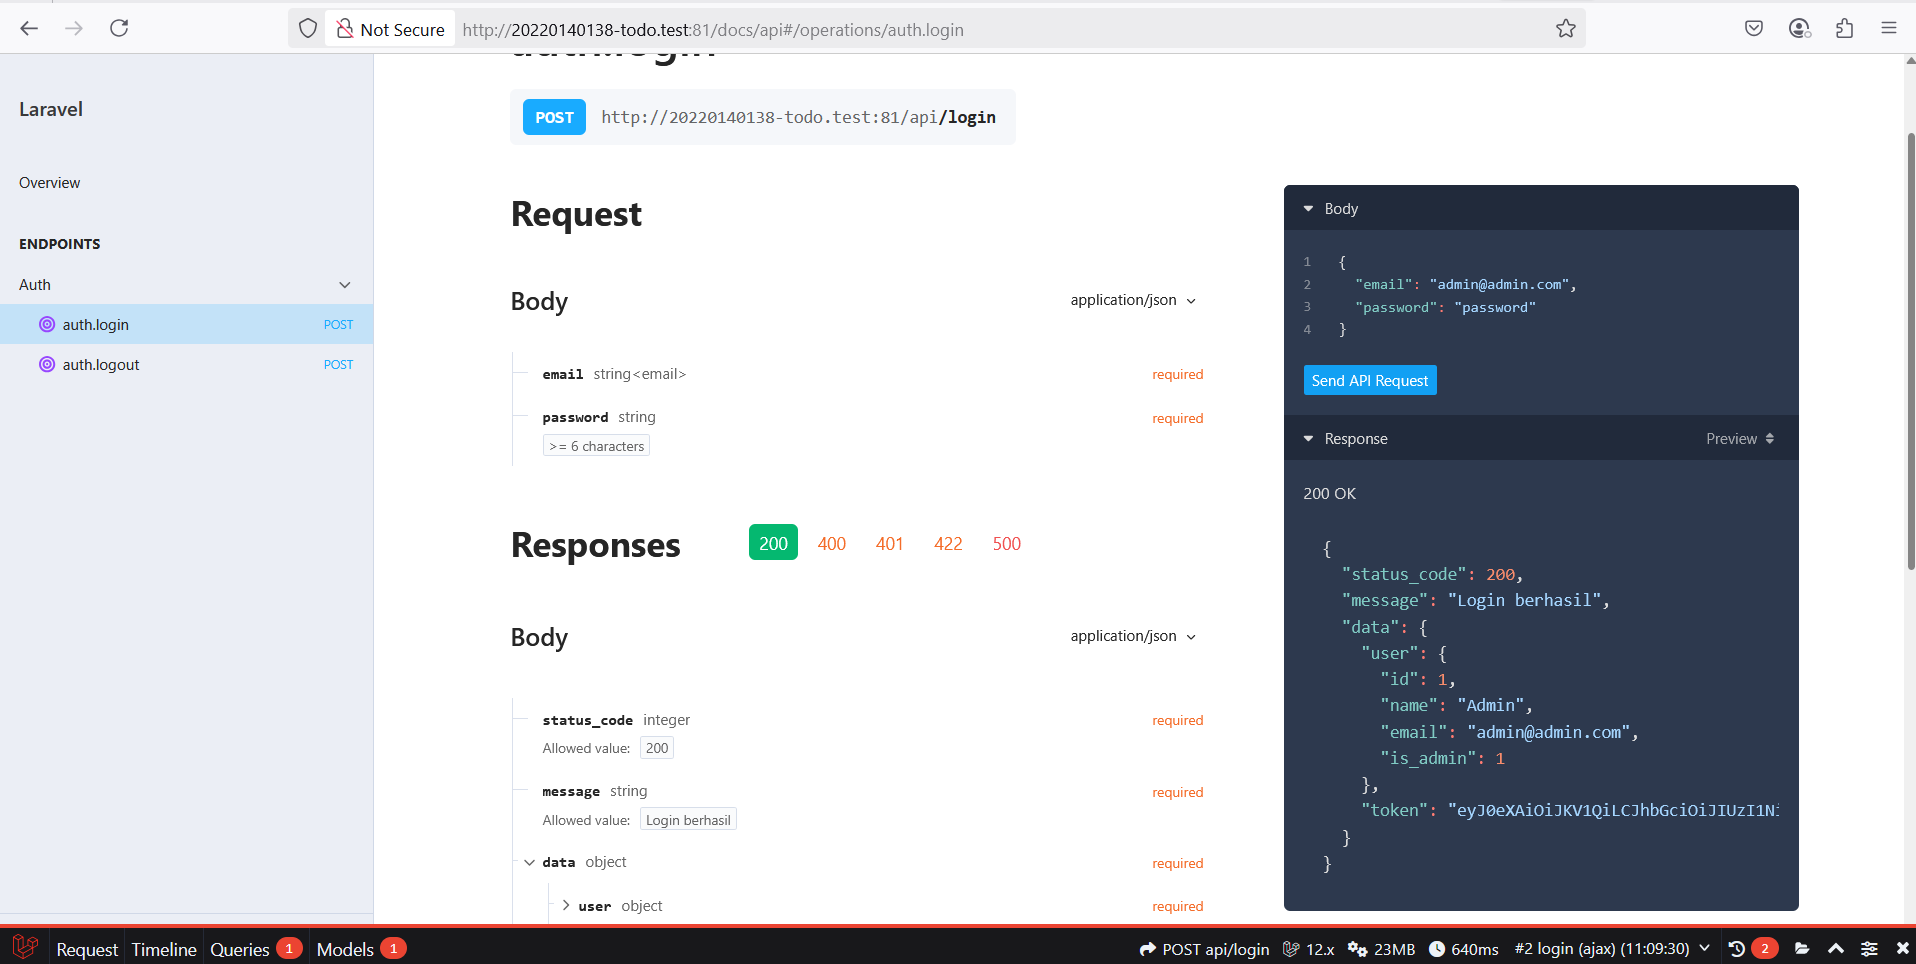 Not Secure
http://20220140138-todo.test:81/docs/api#/operations/auth.login
Laravel
Overview
ENDPOINTS
Auth
auth.login POST
auth.logout POST
auth.login
POST http://20220140138-todo.test:81/api/login
Request
Body application/json
email string<email> required
password string required
>= 6 characters
Responses 200 400 401 422 500
Body application/json
status_code integer required
Allowed value: 200
message string required
Allowed value: Login berhasil
data object required
user object required
Body
1 {
2 "email": "admin@admin.com",
3 "password": "password"
4 }
Send API Request
Response Preview
200 OK
{
"status_code": 200,
"message": "Login berhasil",
"data": {
"user": {
"id": 1,
"name": "Admin",
"email": "admin@admin.com",
"is_admin": 1
},
"token": "eyJ0eXAiOiJKV1QiLCJhbGciOiJIUzI1Ni
}
}
Request Timeline Queries 1 Models 1 POST api/login 12.x 23MB 640ms #2 login (ajax) (11:09:30) 2